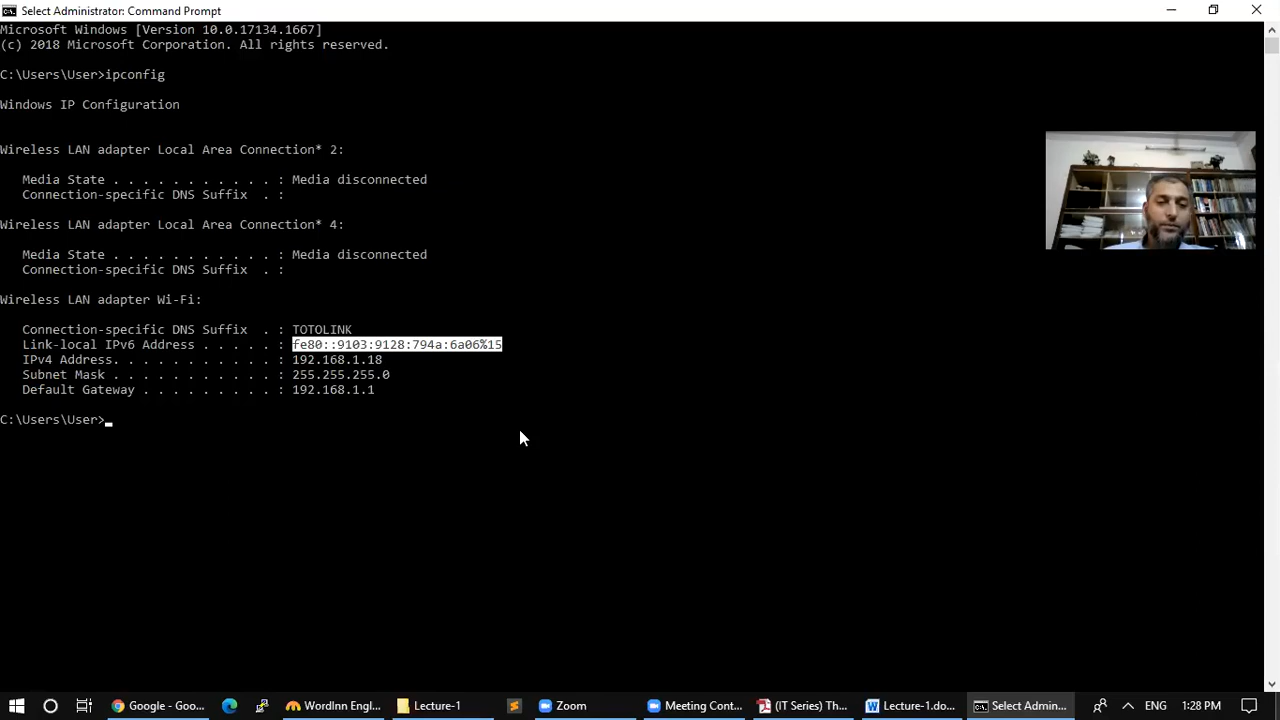 Select Administrator: Command Prompt
Microsoft Windows [Version 10.0.17134.1667]
(c) 2018 Microsoft Corporation. All rights reserved.
C:\Users\User>ipconfig
Windows IP Configuration
Wireless LAN adapter Local Area Connection* 2:
Media State . . . . . . . . . . . : Media disconnected
Connection-specific DNS Suffix . :
Wireless LAN adapter Local Area Connection* 4:
Media State . . . . . . . . . . . : Media disconnected
Connection-specific DNS Suffix . :
Wireless LAN adapter Wi-Fi:
Connection-specific DNS Suffix . : TOTOLINK
Link-local IPv6 Address . . . . . : fe80::9103:9128:794a:6a06%15
IPv4 Address. . . . . . . . . . . : 192.168.1.18
Subnet Mask . . . . . . . . . . . : 255.255.255.0
Default Gateway . . . . . . . . . : 192.168.1.1
C:\Users\User>
Google - Goo... WordInn Engl... Lecture-1 Zoom Meeting Cont... (IT Series) Th... Lecture-1.do... Select Admin... ENG 1:28 PM